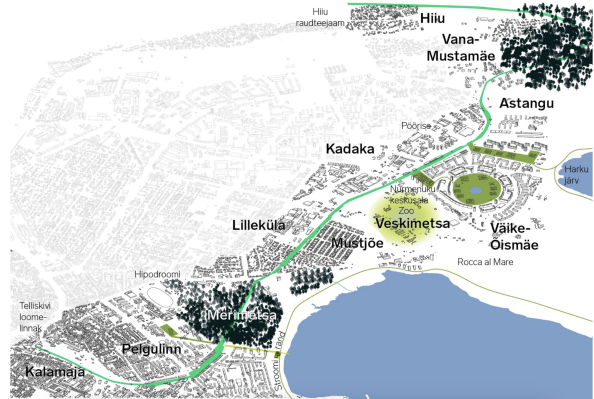 Hiiu
raudteejaam
Hiiu
Vana-
Mustamäe
Astangu
Pöörise
Kadaka
Harku
järv
Nurmenuku
keskus/ala
Zoo
Veskimetsa
Lilleküla
Mustjõe
Väike-
Õismäe
Rocca al Mare
Hipodroomi
Telliskivi
loome-
linnak
Merimetsa
Pelgulinn
Stroomi rand
Kalamaja